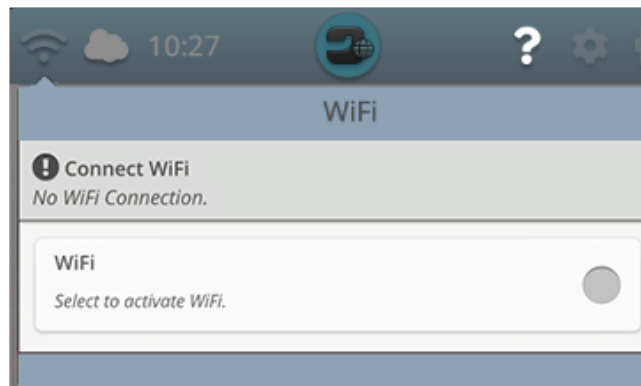 10:27
?
WiFi
Connect WiFi
No WiFi Connection.
WiFi
Select to activate WiFi.